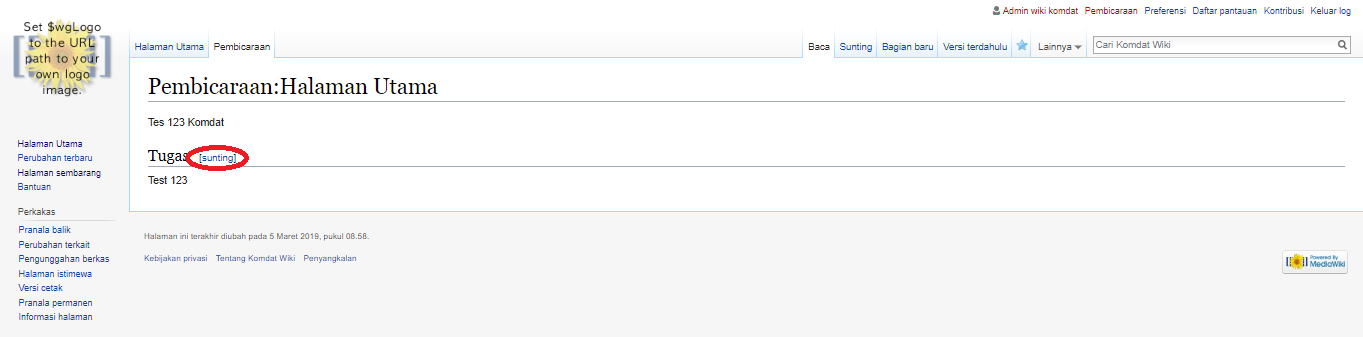 Admin wiki komdat Pembicaraan Preferensi Daftar pantauan Kontribusi Keluar log
Set $wgLogo
to the URL
path to your
own logo
image.
Halaman Utama Pembicaraan Baca Sunting Bagian baru Versi terdahulu Lainnya Cari Komdat Wiki
Pembicaraan:Halaman Utama
Tes 123 Komdat
Tugas [sunting]
Test 123
Halaman Utama
Perubahan terbaru
Halaman sembarang
Bantuan
Perkakas
Pranala balik
Perubahan terkait
Pengunggahan berkas
Halaman istimewa
Versi cetak
Pranala permanen
Informasi halaman
Halaman ini terakhir diubah pada 5 Maret 2019, pukul 08.58.
Kebijakan privasi Tentang Komdat Wiki Penyangkalan
Powered By
MediaWiki